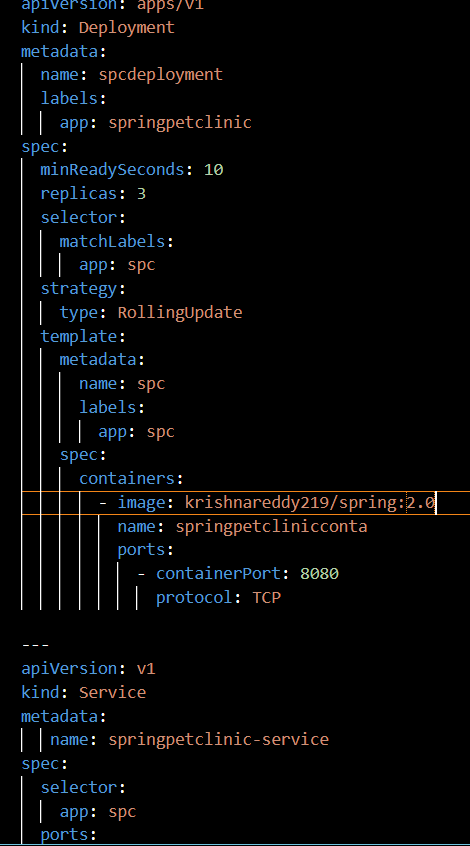 apiVersion: apps/v1
kind: Deployment
metadata:
  name: spcdeployment
  labels:
    app: springpetclinic
spec:
  minReadySeconds: 10
  replicas: 3
  selector:
    matchLabels:
      app: spc
  strategy:
    type: RollingUpdate
  template:
    metadata:
      name: spc
      labels:
        app: spc
    spec:
      containers:
        - image: krishnareddy219/spring:2.0
          name: springpetclinicconta
          ports:
            - containerPort: 8080
              protocol: TCP

---
apiVersion: v1
kind: Service
metadata:
   name: springpetclinic-service
spec:
  selector:
    app: spc
  ports: